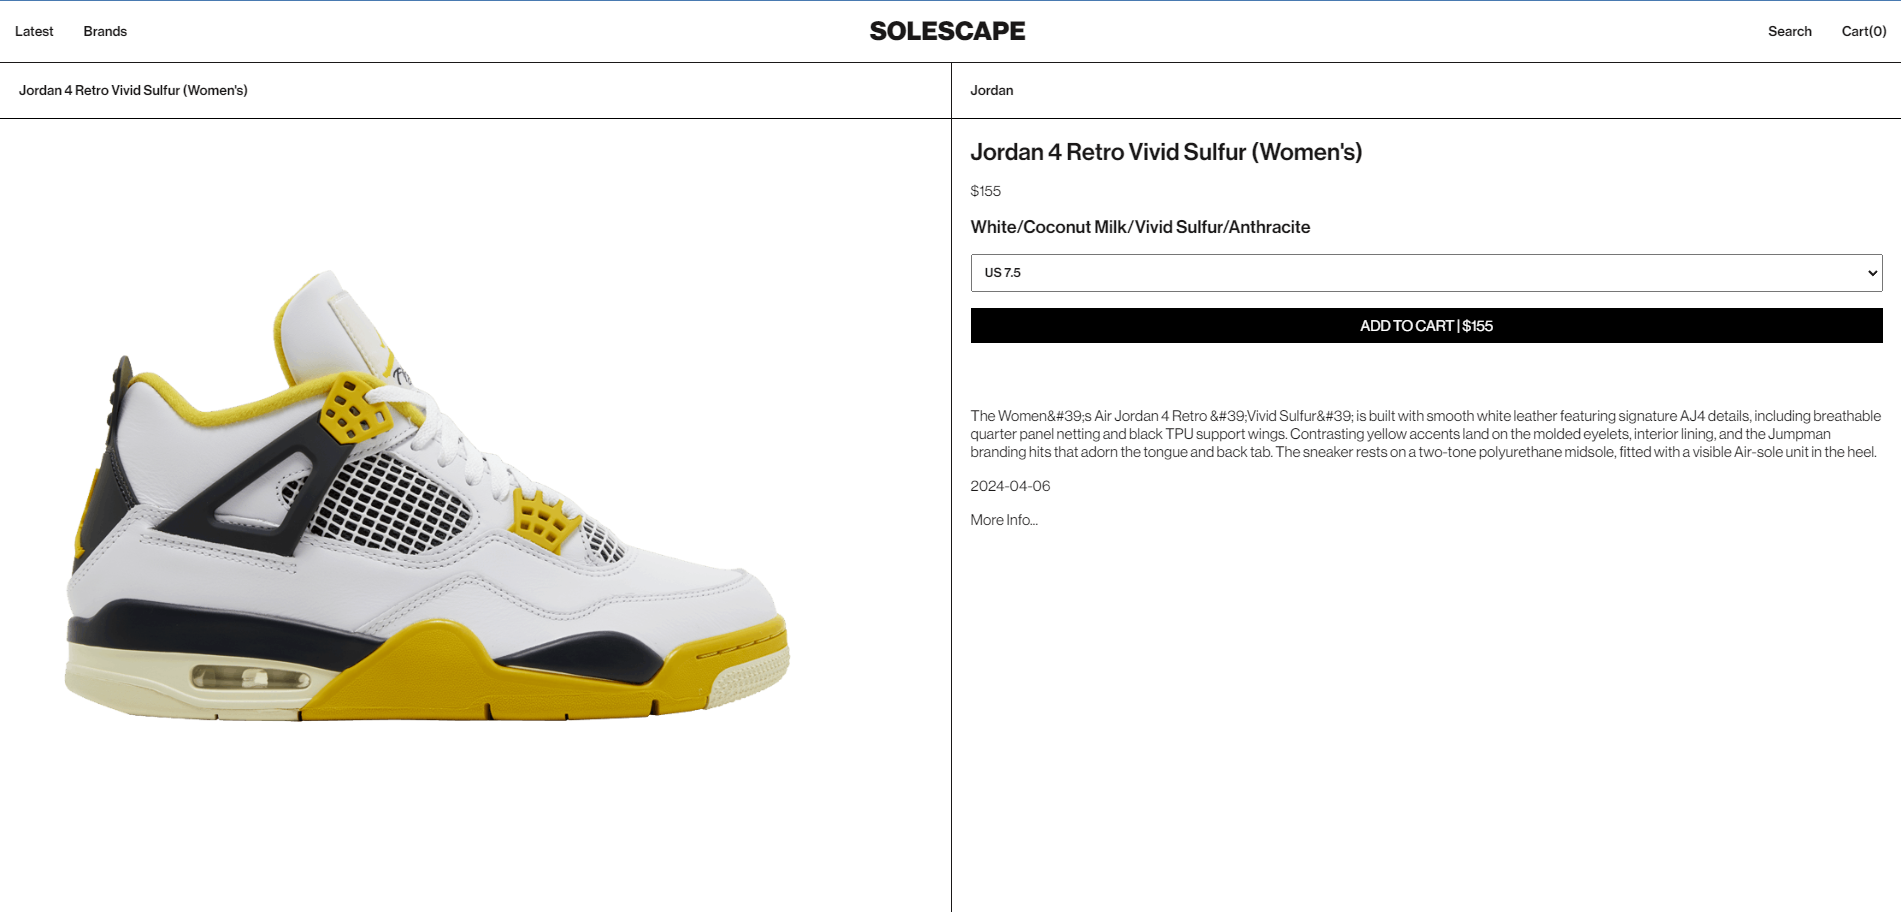 Latest
Brands
SOLESCAPE
Search
Cart(0)
Jordan 4 Retro Vivid Sulfur (Women's)
Jordan
Jordan 4 Retro Vivid Sulfur (Women's)
$155
White/Coconut Milk/Vivid Sulfur/Anthracite
US 7.5
ADD TO CART | $155
The Women&#39;s Air Jordan 4 Retro &#39;Vivid Sulfur&#39; is built with smooth white leather featuring signature AJ4 details, including breathable
quarter panel netting and black TPU support wings. Contrasting yellow accents land on the molded eyelets, interior lining, and the Jumpman
branding hits that adorn the tongue and back tab. The sneaker rests on a two-tone polyurethane midsole, fitted with a visible Air-sole unit in the heel.
2024-04-06
More Info...